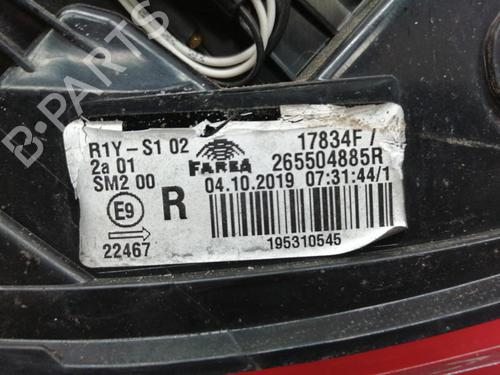 R1Y-S1 02
2a 01
SM2 00
E9
22467
R
FARBA
17834F /
265504885R
04.10.2019 07:31:44/1
195310545
B-PARTS